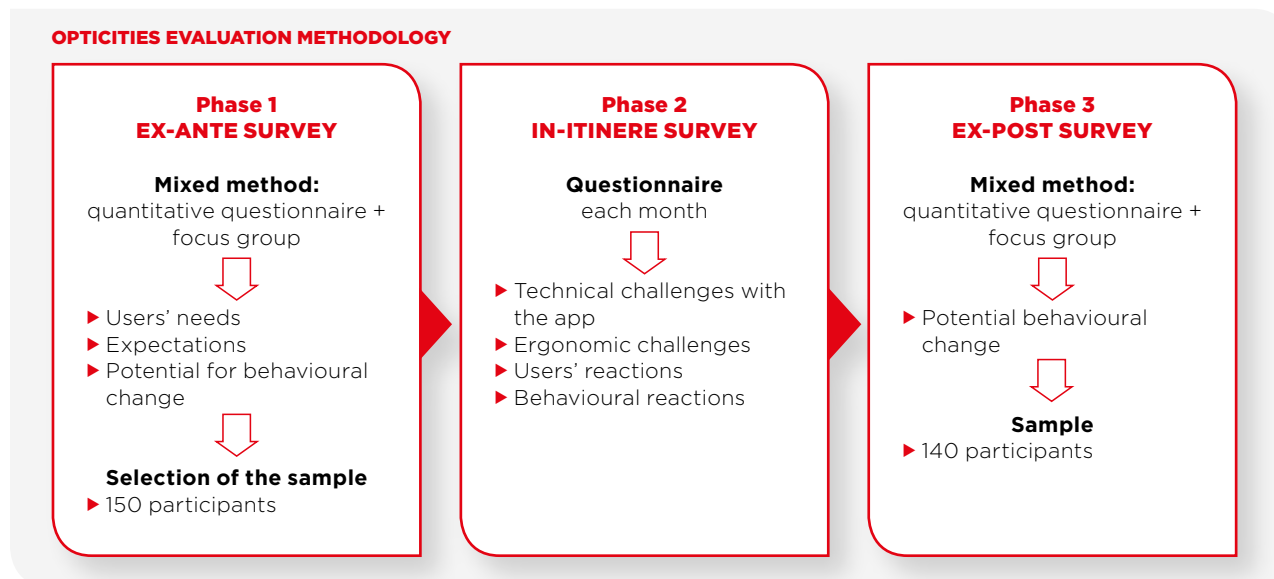 OPTICITIES EVALUATION METHODOLOGY
Phase 1
EX-ANTE SURVEY
Mixed method:
quantitative questionnaire +
focus group
Users’ needs
Expectations
Potential for behavioural
change
Selection of the sample
150 participants
Phase 2
IN-ITINERE SURVEY
Questionnaire
each month
Technical challenges with
the app
Ergonomic challenges
Users’ reactions
Behavioural reactions
Phase 3
EX-POST SURVEY
Mixed method:
quantitative questionnaire +
focus group
Potential behavioural
change
Sample
140 participants